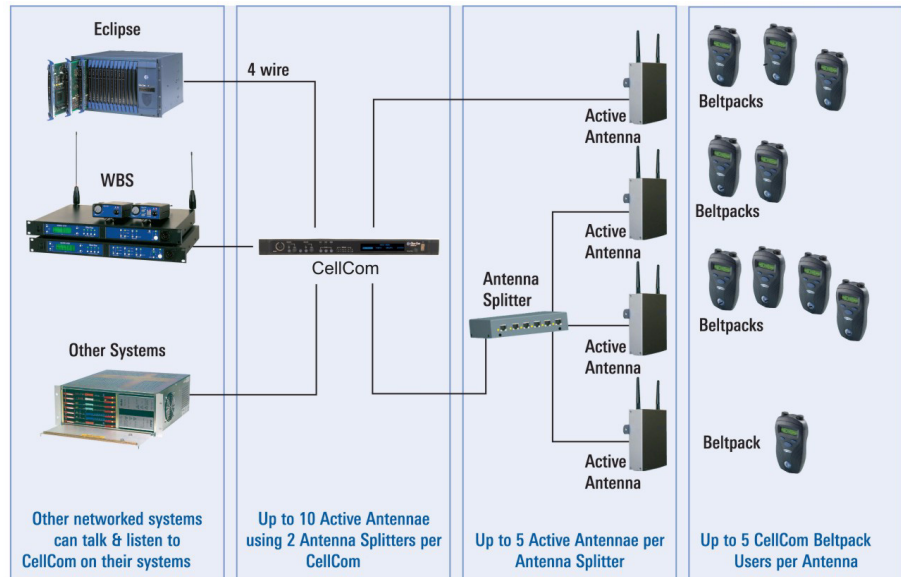 Eclipse
4 wire
WBS
CellCom
Other Systems
Other networked systems
can talk & listen to
CellCom on their systems
Up to 10 Active Antennae
using 2 Antenna Splitters per
CellCom
Active
Antenna
Active
Antenna
Antenna
Splitter
Active
Antenna
Active
Antenna
Up to 5 Active Antennae per
Antenna Splitter
Beltpacks
Beltpacks
Beltpacks
Beltpack
Up to 5 CellCom Beltpack
Users per Antenna